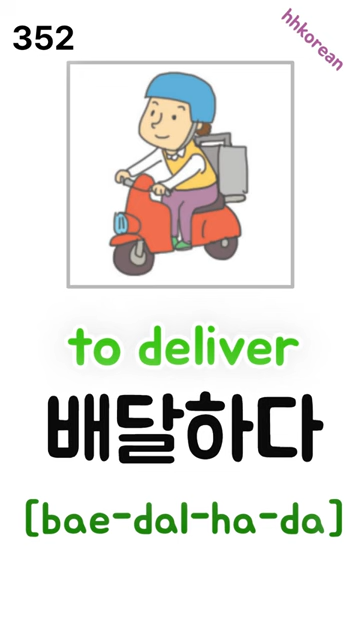 352
hhkorean
to deliver
배달하다
[bae-dal-ha-da]